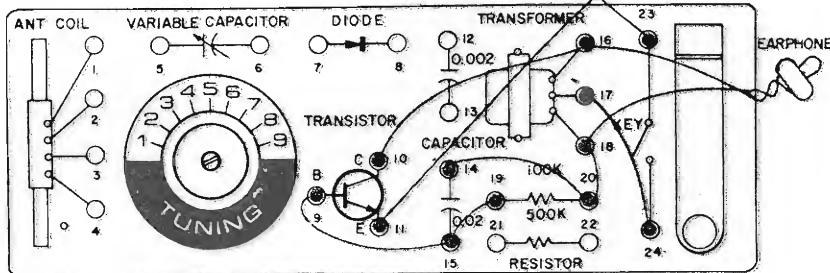 ANT COIL
VARIABLE CAPACITOR
DIODE
TRANSFORMER
23
EARPHONE
1
2
3
4
5
6
7
8
12
0.002
13
16
17
18
KEY
1 2 3 4 5 6 7 8 9
TUNING
TRANSISTOR
C
10
B
9
E
11
CAPACITOR
14
0.02
15
19
100K
20
500K
21
22
RESISTOR
24